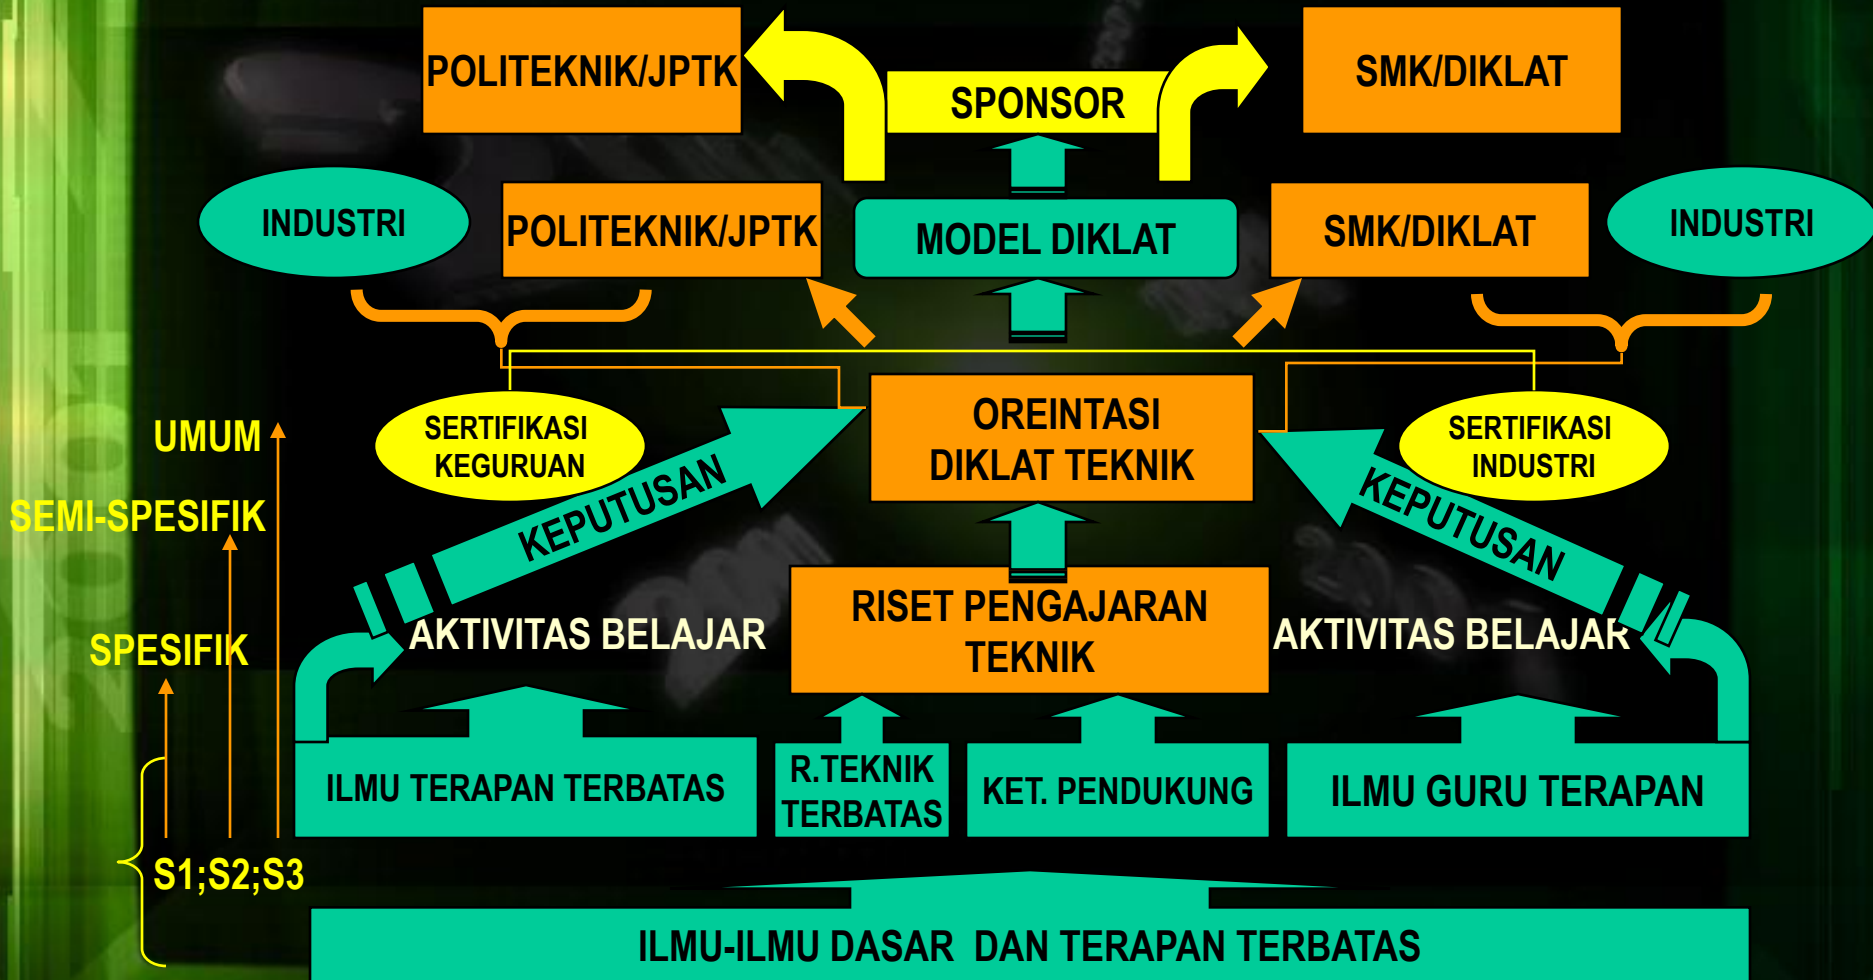 POLITEKNIK/JPTK
SPONSOR
SMK/DIKLAT
INDUSTRI
POLITEKNIK/JPTK
MODEL DIKLAT
SMK/DIKLAT
INDUSTRI
SERTIFIKASI
KEGURUAN
OREINTASI
DIKLAT TEKNIK
SERTIFIKASI
INDUSTRI
UMUM
SEMI-SPESIFIK
SPESIFIK
KEPUTUSAN
KEPUTUSAN
AKTIVITAS BELAJAR
RISET PENGAJARAN
TEKNIK
AKTIVITAS BELAJAR
ILMU TERAPAN TERBATAS
R.TEKNIK
TERBATAS
KET. PENDUKUNG
ILMU GURU TERAPAN
S1;S2;S3
ILMU-ILMU DASAR  DAN TERAPAN TERBATAS